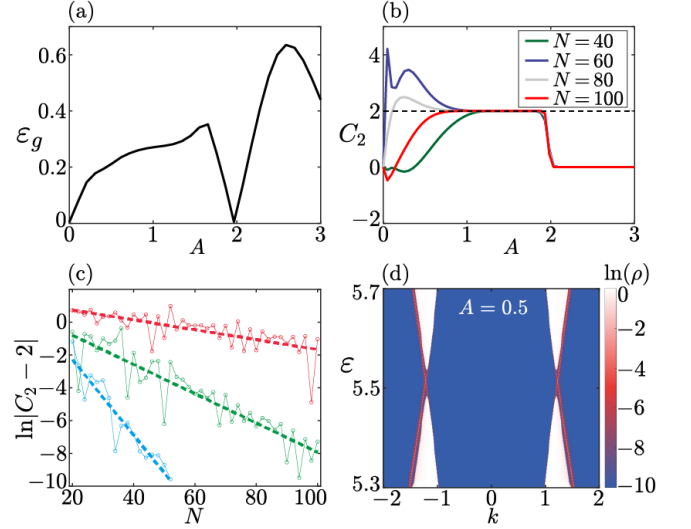 (a)
ε_g
0.6
0.4
0.2
0
0 1 2 3
A
(b)
C_2
4
2
0
−2
N = 40
N = 60
N = 80
N = 100
0 1 2 3
A
(c)
ln|C_2 − 2|
0
−2
−4
−6
−8
−10
20 40 60 80 100
N
(d)
ε
5.7
5.5
5.3
A = 0.5
−2 −1 0 1 2
k
ln(ρ)
0
−2
−4
−6
−8
−10